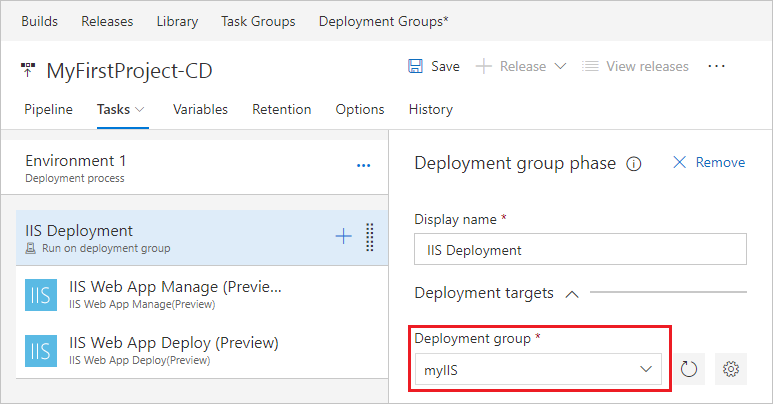 Builds Releases Library Task Groups Deployment Groups*
MyFirstProject-CD
Save Release View releases ...
Pipeline Tasks Variables Retention Options History
Environment 1 ...
Deployment process
IIS Deployment
Run on deployment group
IIS IIS Web App Manage (Previe...
IIS Web App Manage(Preview)
IIS IIS Web App Deploy (Preview)
IIS Web App Deploy(Preview)
Deployment group phase Remove
Display name *
IIS Deployment
Deployment targets
Deployment group *
myIIS